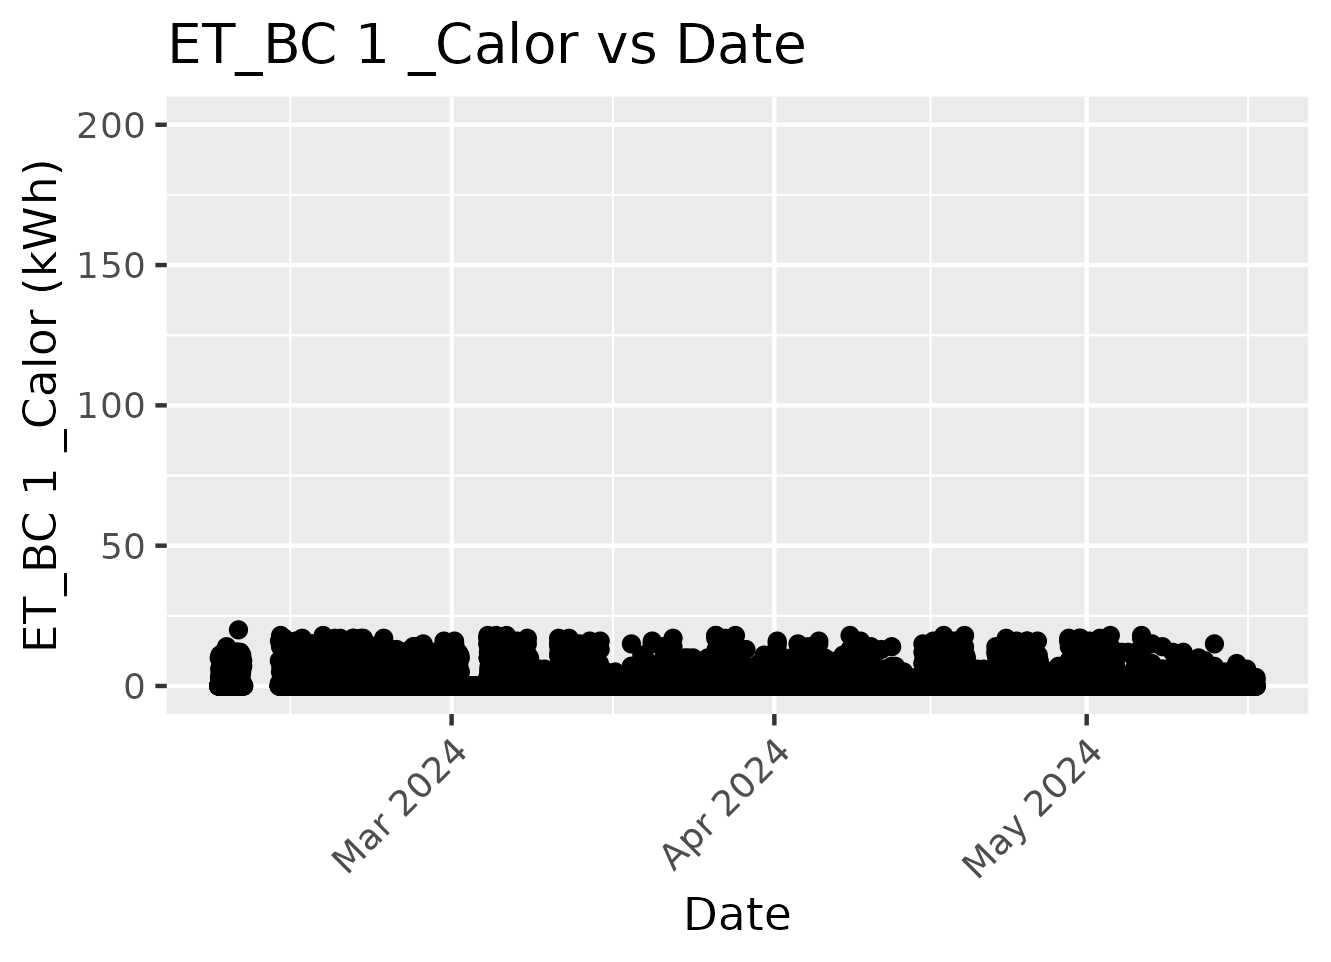 ET_BC 1 _Calor vs Date
ET_BC 1 _Calor (kWh)
200
150
100
50
0
Mar 2024
Apr 2024
May 2024
Date